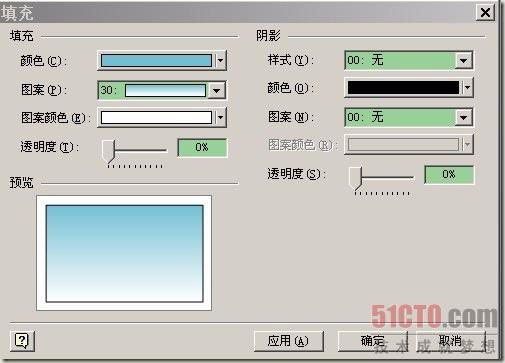 填充
填充
颜色(C):
图案(P):
30:
图案颜色(E):
透明度(T):
0%
预览
阴影
样式(Y):
00: 无
颜色(O):
图案(N):
00: 无
图案颜色(R):
透明度(S):
0%
?
应用(A)
确定
取消
51CTO.com
技术成就梦想